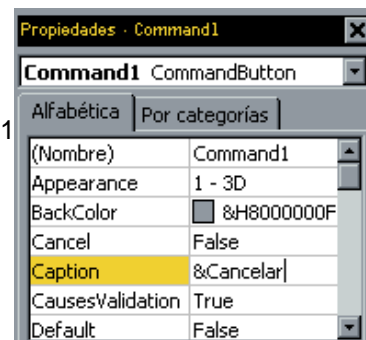 Propiedades - Command1
Command1 CommandButton
Alfabética Por categorías
1
(Nombre) Command1
Appearance 1 - 3D
BackColor &H8000000F
Cancel False
Caption &Cancelar
CausesValidation True
Default False